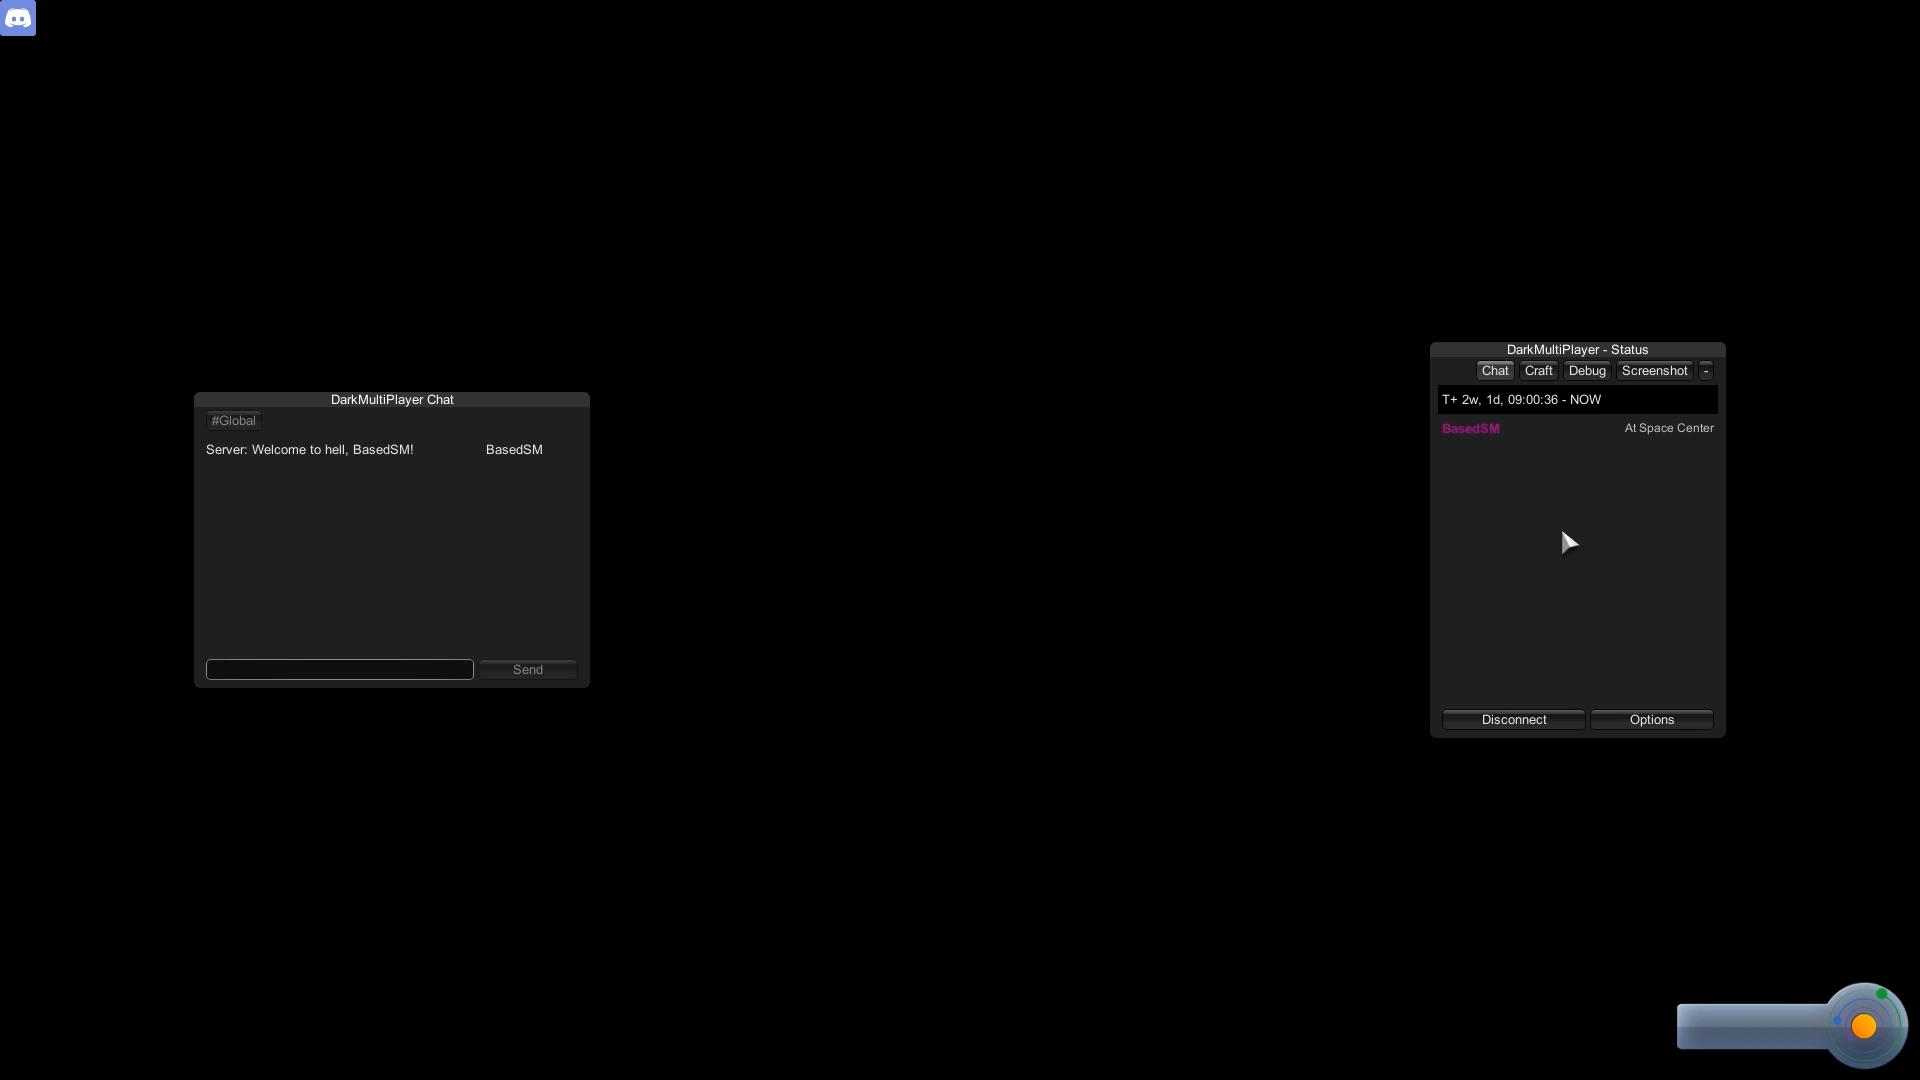 DarkMultiPlayer Chat
#Global
Server: Welcome to hell, BasedSM! BasedSM
Send
DarkMultiPlayer - Status
Chat Craft Debug Screenshot -
T+ 2w, 1d, 09:00:36 - NOW
BasedSM At Space Center
Disconnect Options